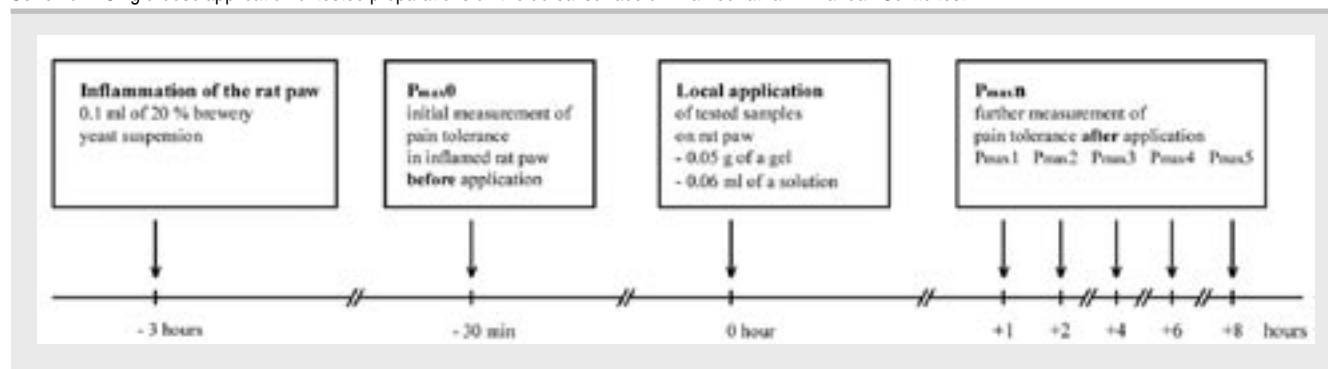 Inflammation of the rat paw
0.1 ml of 20 % brewery
yeast suspension
Pmax0
initial measurement of
pain tolerance
in inflamed rat paw
before application
Local application
of tested samples
on rat paw
- 0.05 g of a gel
- 0.06 ml of a solution
Pmaxn
further measurement of
pain tolerance after application
Pmax1 Pmax2 Pmax3 Pmax4 Pmax5
- 3 hours
- 30 min
0 hour
+1 +2 +4 +6 +8 hours